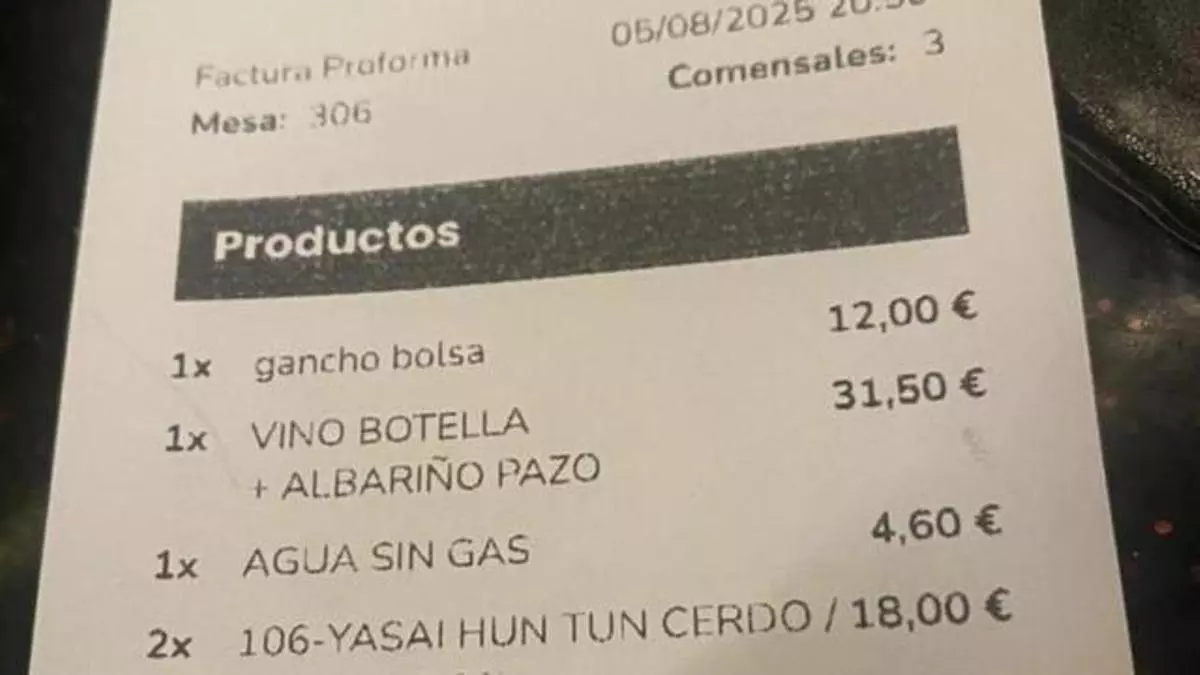 05/08/2025
Factura Proforma
Comensales: 3
Mesa: 306
Productos
1x gancho bolsa 12,00 €
1x VINO BOTELLA 31,50 €
+ ALBARIÑO PAZO
1x AGUA SIN GAS 4,60 €
2x 106-YASAI HUN TUN CERDO / 18,00 €